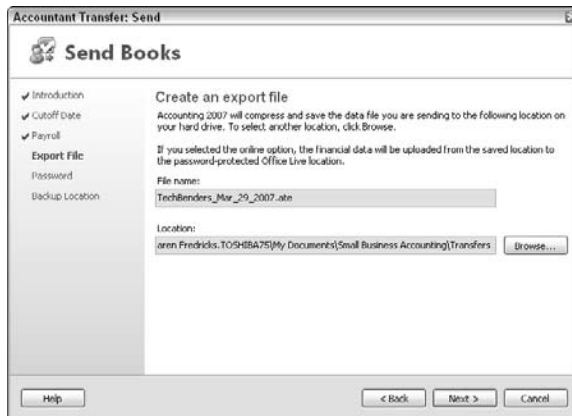 Accountant Transfer: Send
Send Books
Introduction
Cutoff Date
Payroll
Export File
Password
Backup Location
Create an export file
Accounting 2007 will compress and save the data file you are sending to the following location on
your hard drive. To select another location, click Browse.
If you selected the online option, the financial data will be uploaded from the saved location to
the password-protected Office Live location.
File name:
TechBenders_Mar_29_2007.ate
Location:
aren Fredricks.TOSHIBA75\My Documents\Small Business Accounting\Transfers
Browse...
Help
< Back
Next >
Cancel